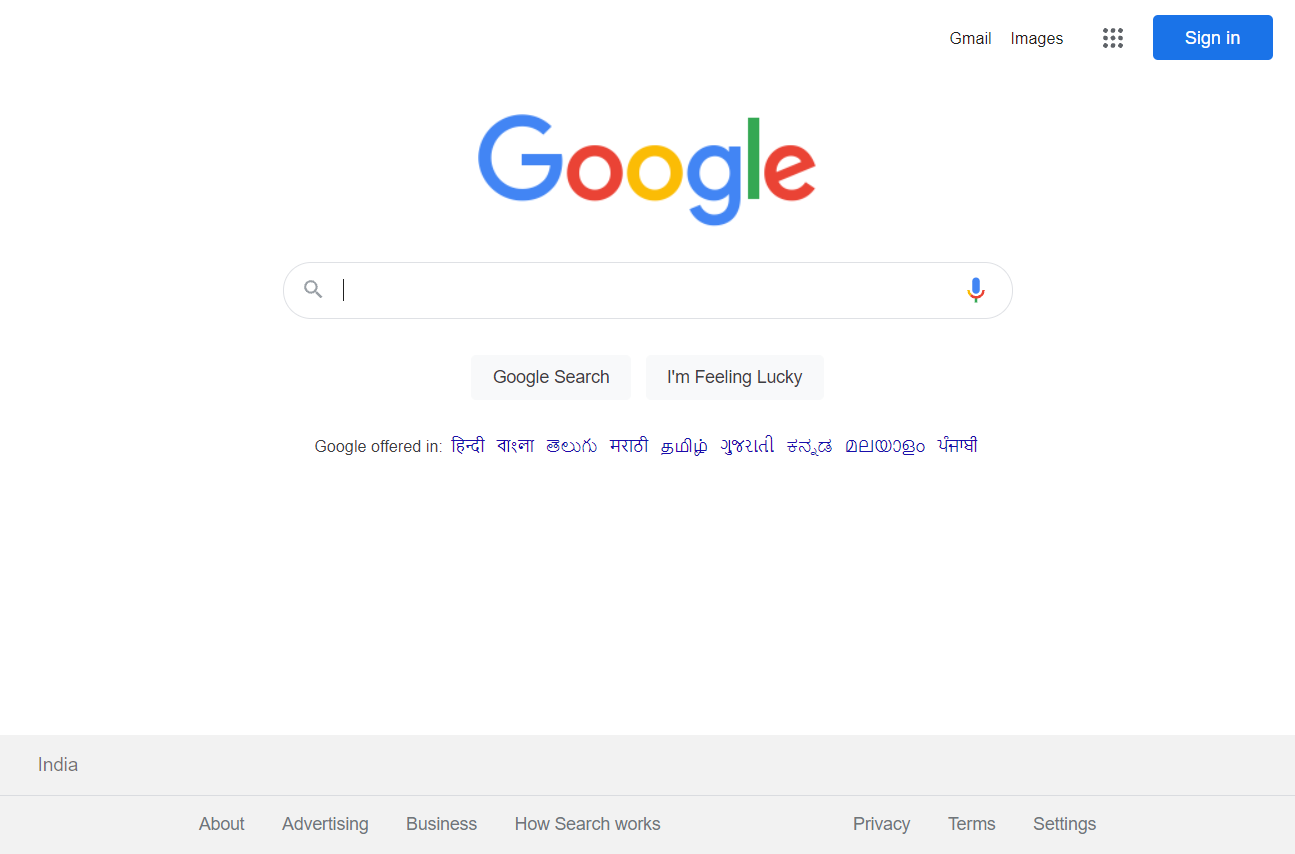 Gmail Images Sign in
Google
Google Search I'm Feeling Lucky
Google offered in: हिन्दी বাংলা తెలుగు मराठी தமிழ் ગુજરાતી ಕನ್ನಡ മലയാളം ਪੰਜਾਬੀ
India
About Advertising Business How Search works Privacy Terms Settings